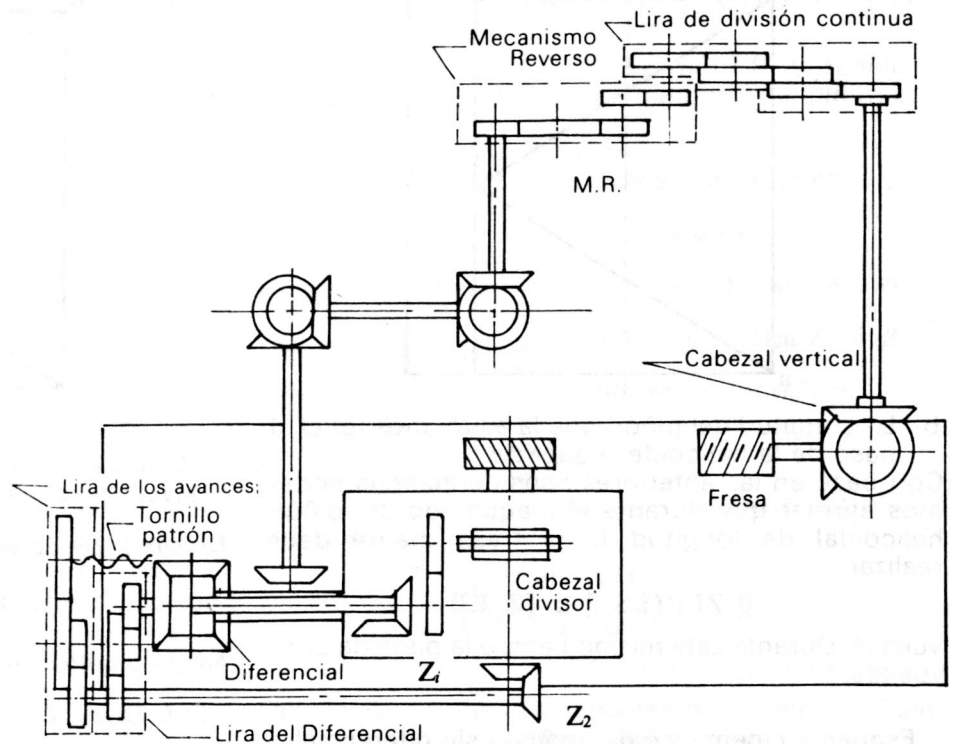 Lira de división continua
Mecanismo
Reverso
M.R.
Cabezal vertical
Lira de los avances;
Tornillo
patrón
Fresa
Cabezal
divisor
Diferencial
Zi
Z2
Lira del Diferencial